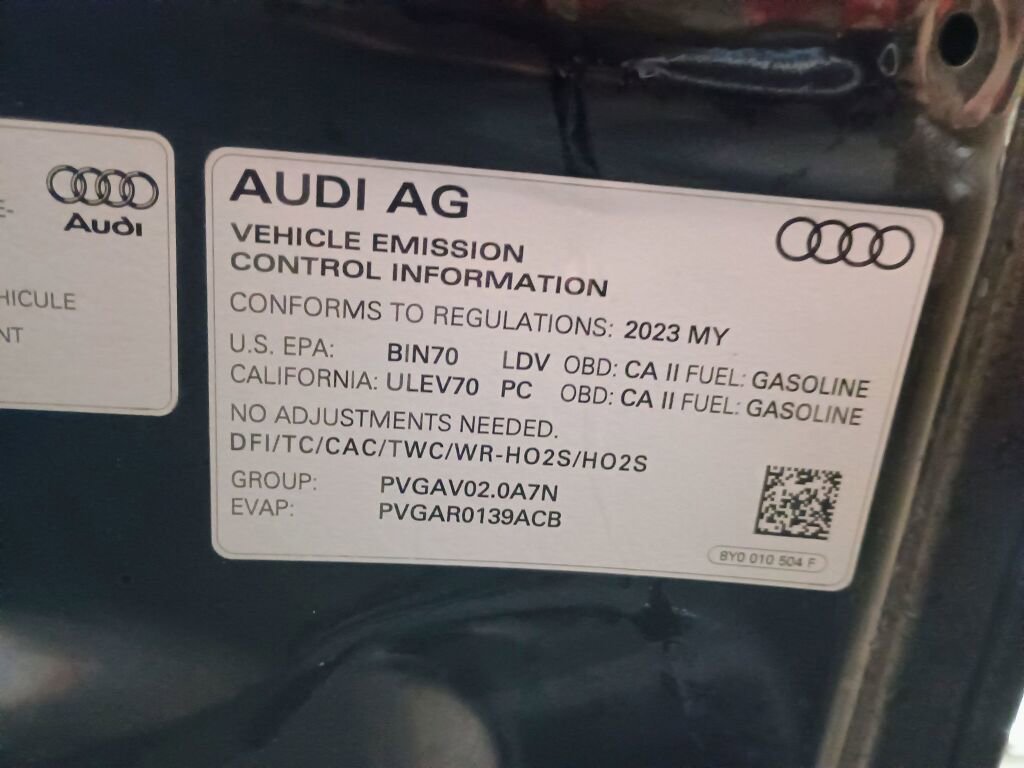 E-
Audi
HICULE
NT
AUDI AG
VEHICLE EMISSION
CONTROL INFORMATION
CONFORMS TO REGULATIONS: 2023 MY
U.S. EPA: BIN70 LDV OBD: CA II FUEL: GASOLINE
CALIFORNIA: ULEV70 PC OBD: CA II FUEL: GASOLINE
NO ADJUSTMENTS NEEDED.
DFI/TC/CAC/TWC/WR-HO2S/HO2S
GROUP: PVGAV02.0A7N
EVAP: PVGAR0139ACB
8Y0 010 504 F